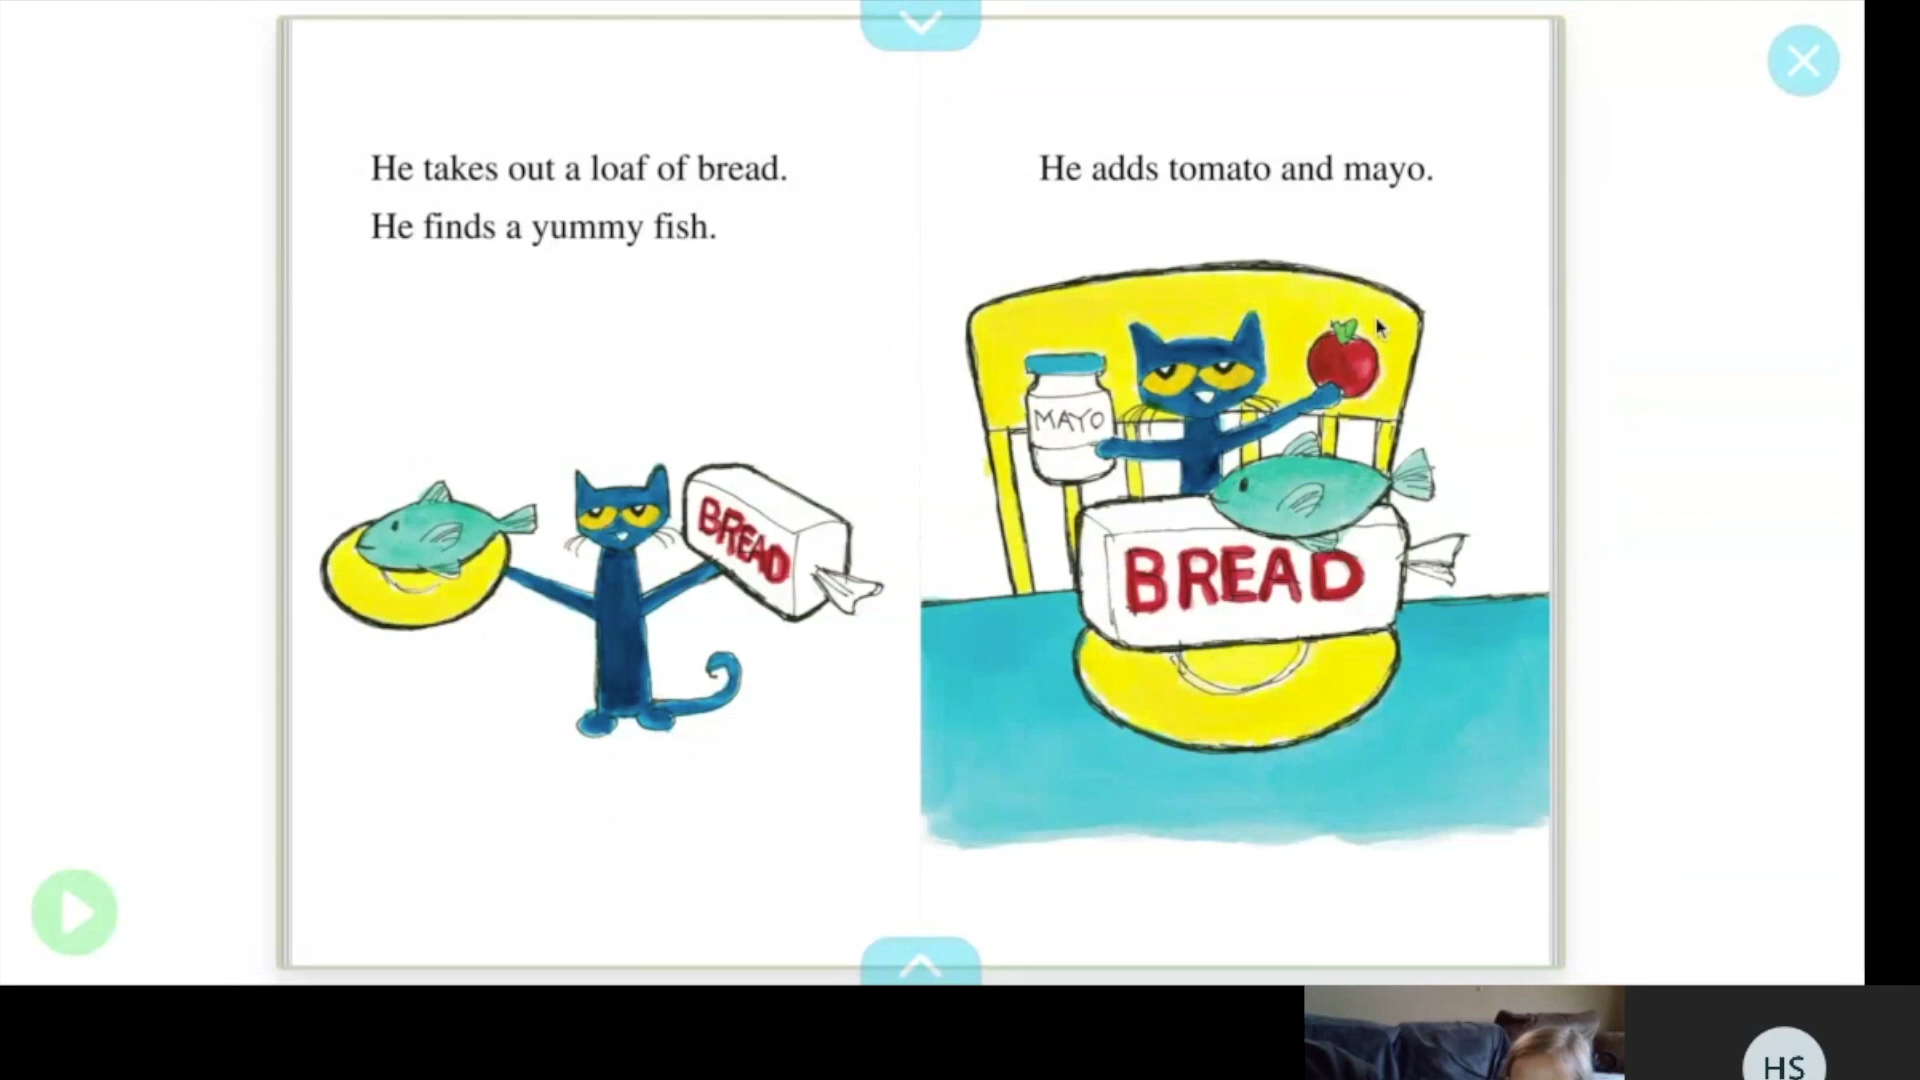 He takes out a loaf of bread.
He finds a yummy fish.
BREAD
He adds tomato and mayo.
MAYO
BREAD
HS